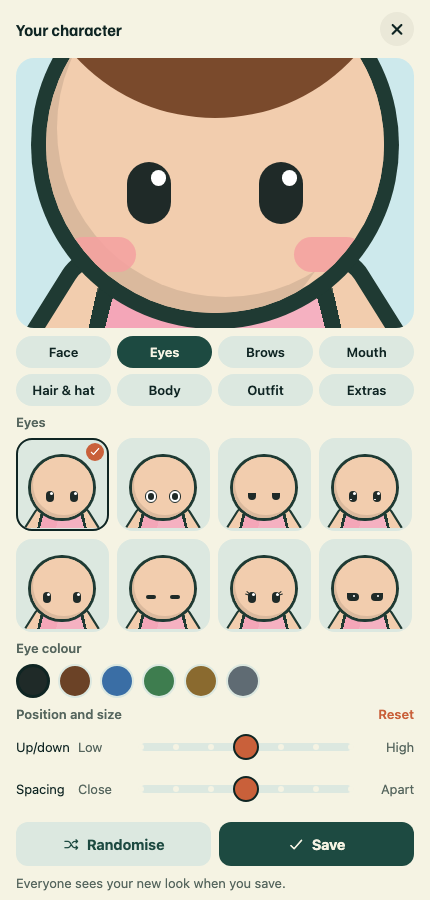 Your character
Face Eyes Brows Mouth
Hair & hat Body Outfit Extras
Eyes
Eye colour
Position and size Reset
Up/down Low High
Spacing Close Apart
Randomise Save
Everyone sees your new look when you save.